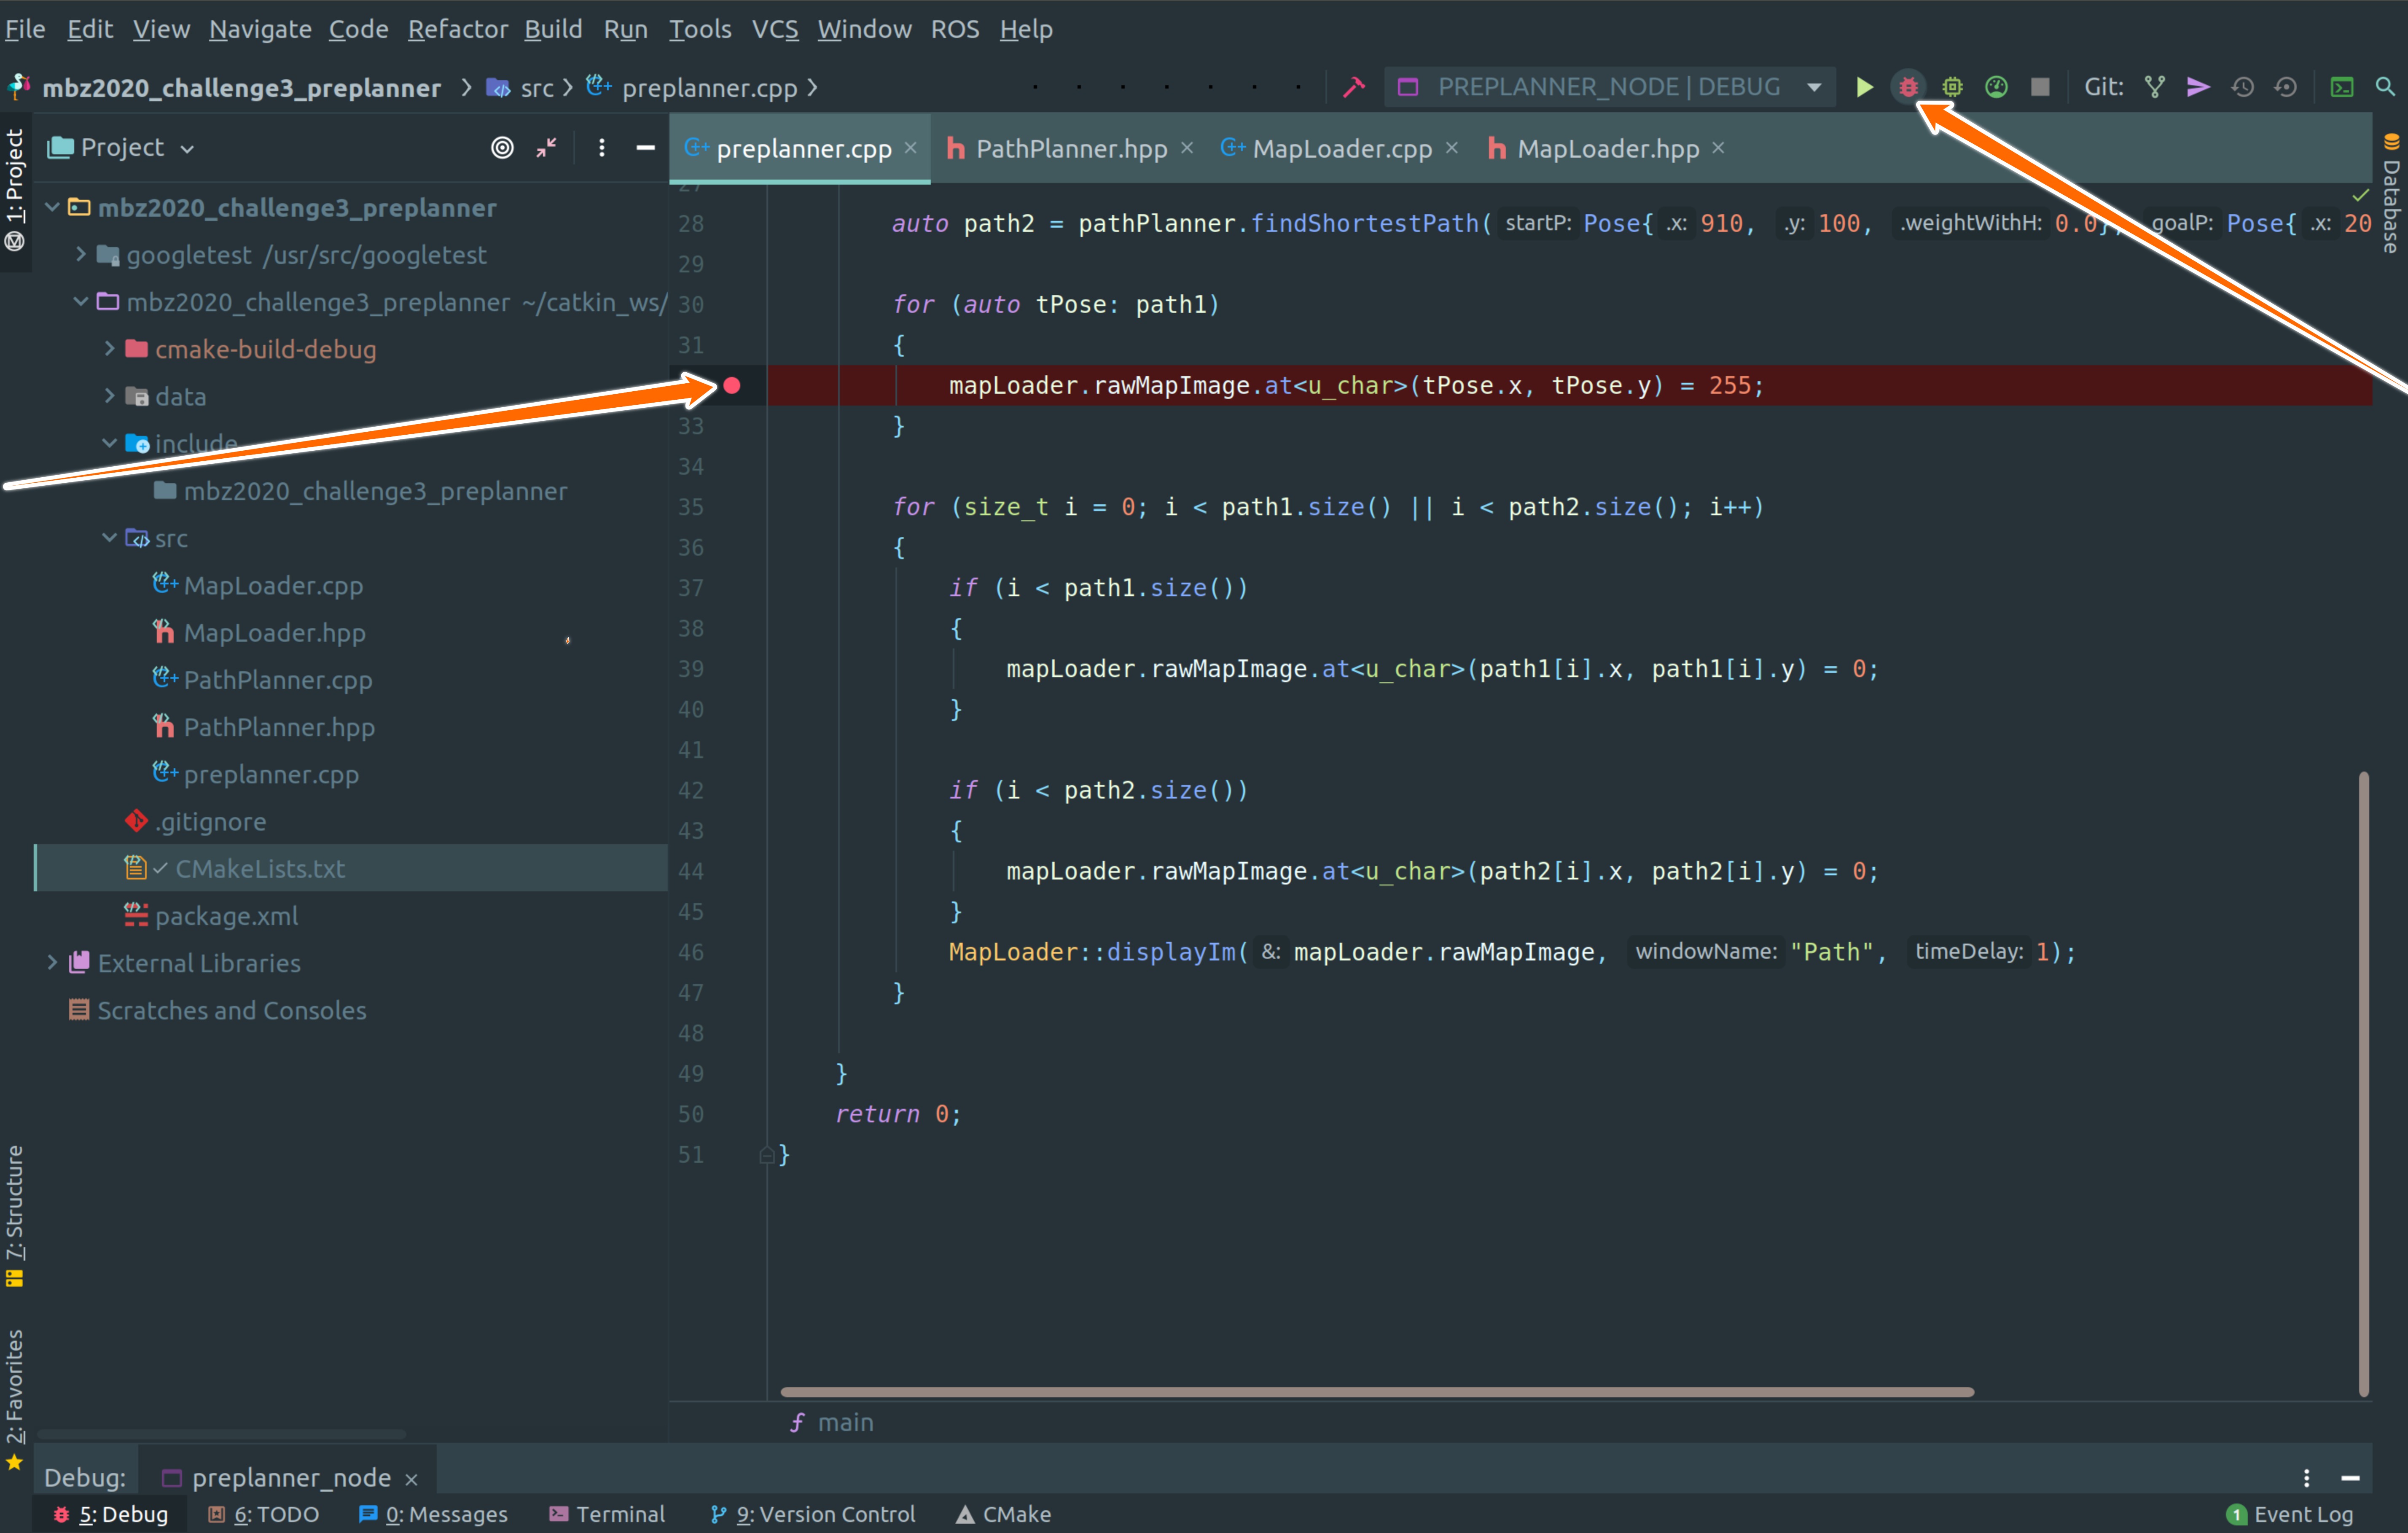 File Edit View Navigate Code Refactor Build Run Tools VCS Window ROS Help
mbz2020_challenge3_preplanner src preplanner.cpp PREPLANNER_NODE | DEBUG Git:
1: Project
Project
preplanner.cpp PathPlanner.hpp MapLoader.cpp MapLoader.hpp
Database
mbz2020_challenge3_preplanner
googletest /usr/src/googletest
mbz2020_challenge3_preplanner ~/catkin_ws/
cmake-build-debug
data
include
mbz2020_challenge3_preplanner
src
MapLoader.cpp
MapLoader.hpp
PathPlanner.cpp
PathPlanner.hpp
preplanner.cpp
.gitignore
CMakeLists.txt
package.xml
External Libraries
Scratches and Consoles
27
28 auto path2 = pathPlanner.findShortestPath( startP: Pose{ .x: 910, .y: 100, .weightWithH: 0.0}, goalP: Pose{ .x: 20
29
30 for (auto tPose: path1)
31 {
mapLoader.rawMapImage.at<u_char>(tPose.x, tPose.y) = 255;
33 }
34
35 for (size_t i = 0; i < path1.size() || i < path2.size(); i++)
36 {
37 if (i < path1.size())
38 {
39 mapLoader.rawMapImage.at<u_char>(path1[i].x, path1[i].y) = 0;
40 }
41
42 if (i < path2.size())
43 {
44 mapLoader.rawMapImage.at<u_char>(path2[i].x, path2[i].y) = 0;
45 }
46 MapLoader::displayIm( &: mapLoader.rawMapImage, windowName: "Path", timeDelay: 1);
47 }
48
49 }
50 return 0;
51 }
7: Structure
2: Favorites
f main
Debug: preplanner_node
5: Debug 6: TODO 0: Messages Terminal 9: Version Control CMake 1 Event Log